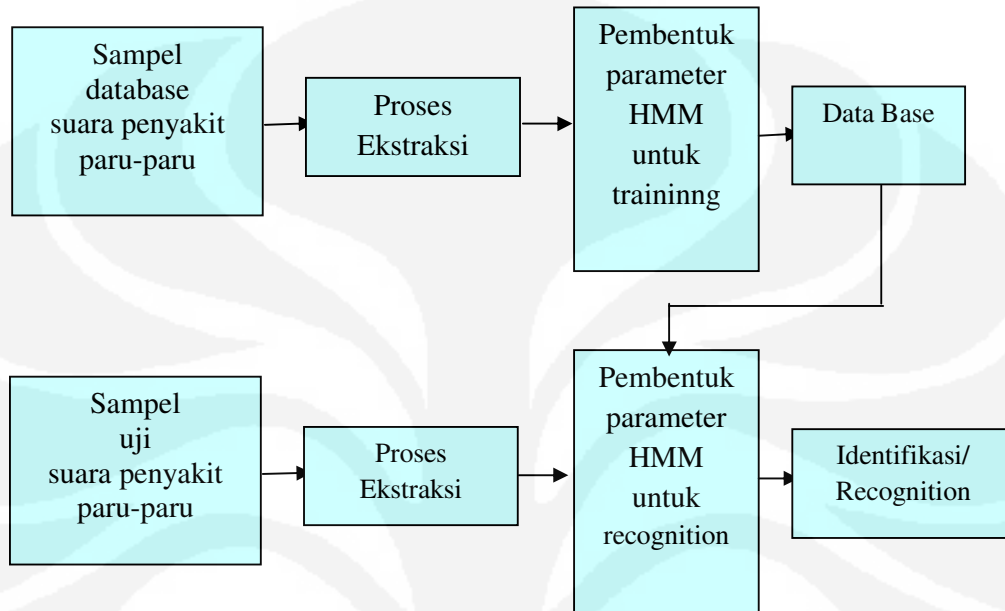 Sampel
database
suara penyakit
paru-paru
Proses
Ekstraksi
Pembentuk
parameter
HMM
untuk
traininng
Data Base
Sampel
uji
suara penyakit
paru-paru
Proses
Ekstraksi
Pembentuk
parameter
HMM
untuk
recognition
Identifikasi/
Recognition